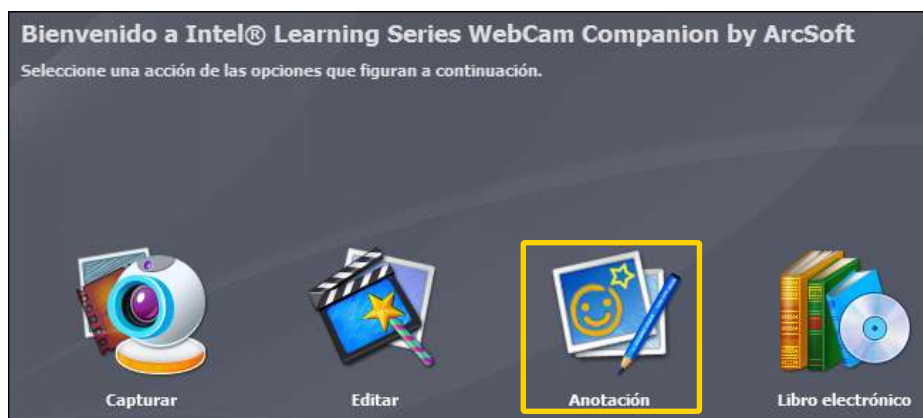 Bienvenido a Intel® Learning Series WebCam Companion by ArcSoft
Seleccione una acción de las opciones que figuran a continuación.
Capturar
Editar
Anotación
Libro electrónico